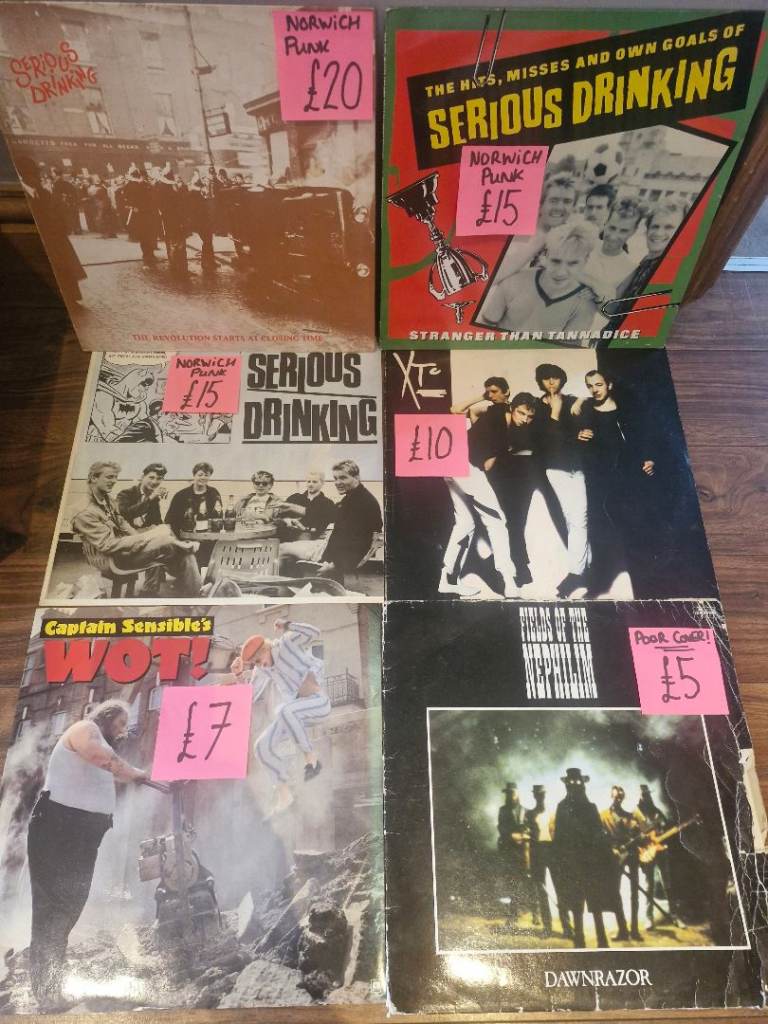 SERIOUS
DRINKING
NORWICH
PUNK
£20
THE REVOLUTION STARTS AT CLOSING TIME
THE HITS, MISSES AND OWN GOALS OF
SERIOUS DRINKING
NORWICH
PUNK
£15
STRANGER THAN TANNADICE
NORWICH
PUNK
£15
SERIOUS
DRINKING
XTC
£10
Captain Sensible's
WOT!
£7
FIELDS OF THE
NEPHILIM
POOR COVER!
£5
DAWNRAZOR